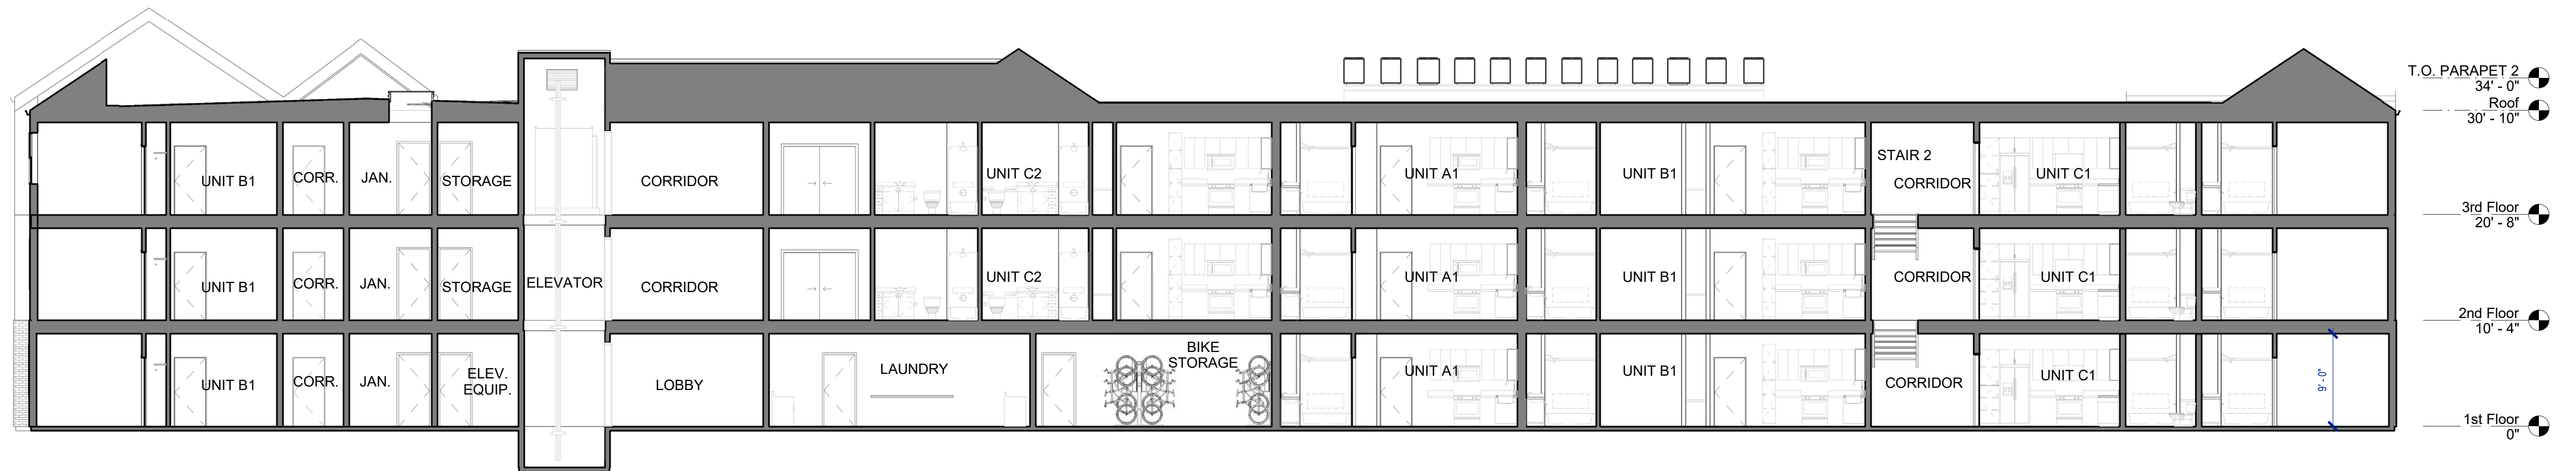 T.O. PARAPET 2
34' - 0"
Roof
30' - 10"
UNIT B1
CORR.
JAN.
STORAGE
CORRIDOR
UNIT C2
UNIT A1
UNIT B1
STAIR 2
CORRIDOR
UNIT C1
3rd Floor
20' - 8"
UNIT B1
CORR.
JAN.
STORAGE
ELEVATOR
CORRIDOR
UNIT C2
UNIT A1
UNIT B1
CORRIDOR
UNIT C1
2nd Floor
10' - 4"
UNIT B1
CORR.
JAN.
ELEV.
EQUIP.
LOBBY
LAUNDRY
BIKE
STORAGE
UNIT A1
UNIT B1
CORRIDOR
UNIT C1
9' - 0"
1st Floor
0"